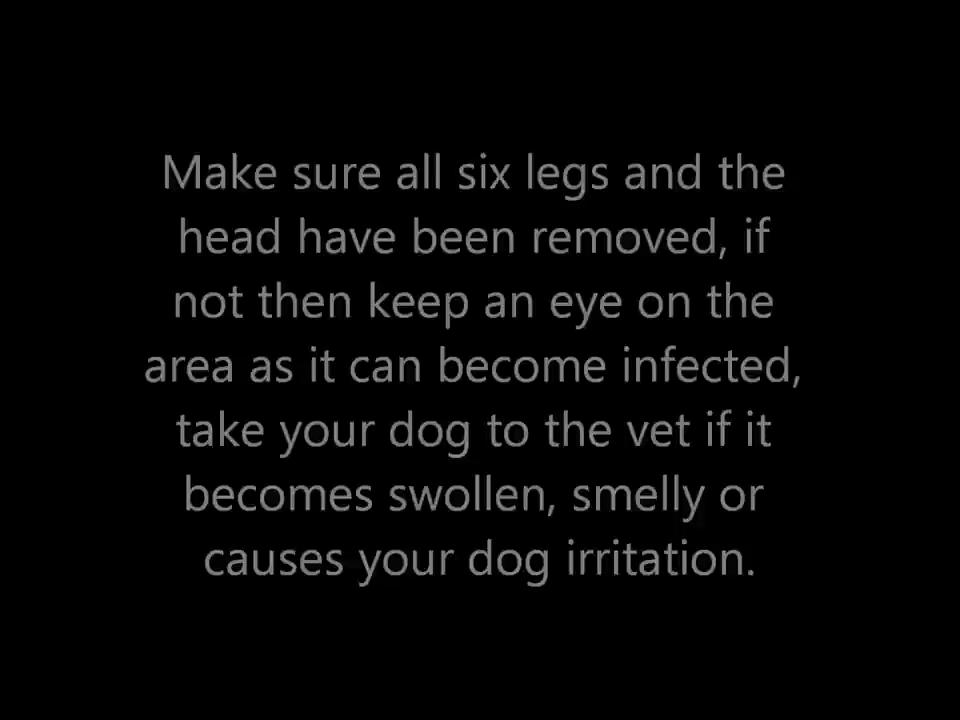 Make sure all six legs and the
head have been removed, if
not then keep an eye on the
area as it can become infected,
take your dog to the vet if it
becomes swollen, smelly or
causes your dog irritation.